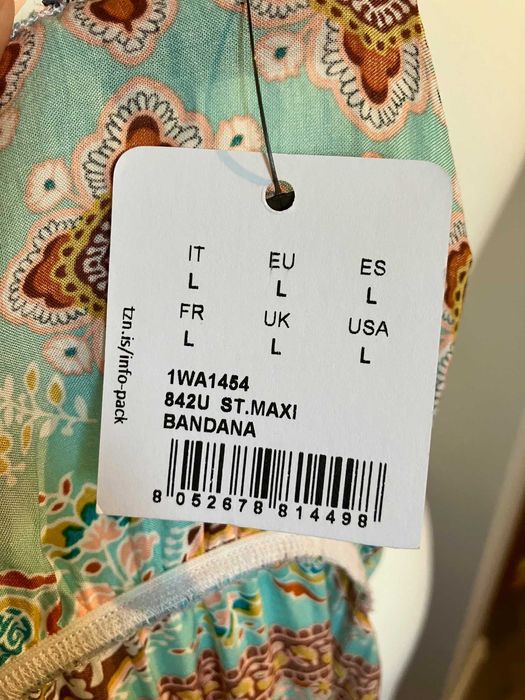 IT EU ES
L L L
FR UK USA
L L L
1WA1454
842U ST.MAXI
BANDANA
8 052678 814498
tzn.is/info-pack